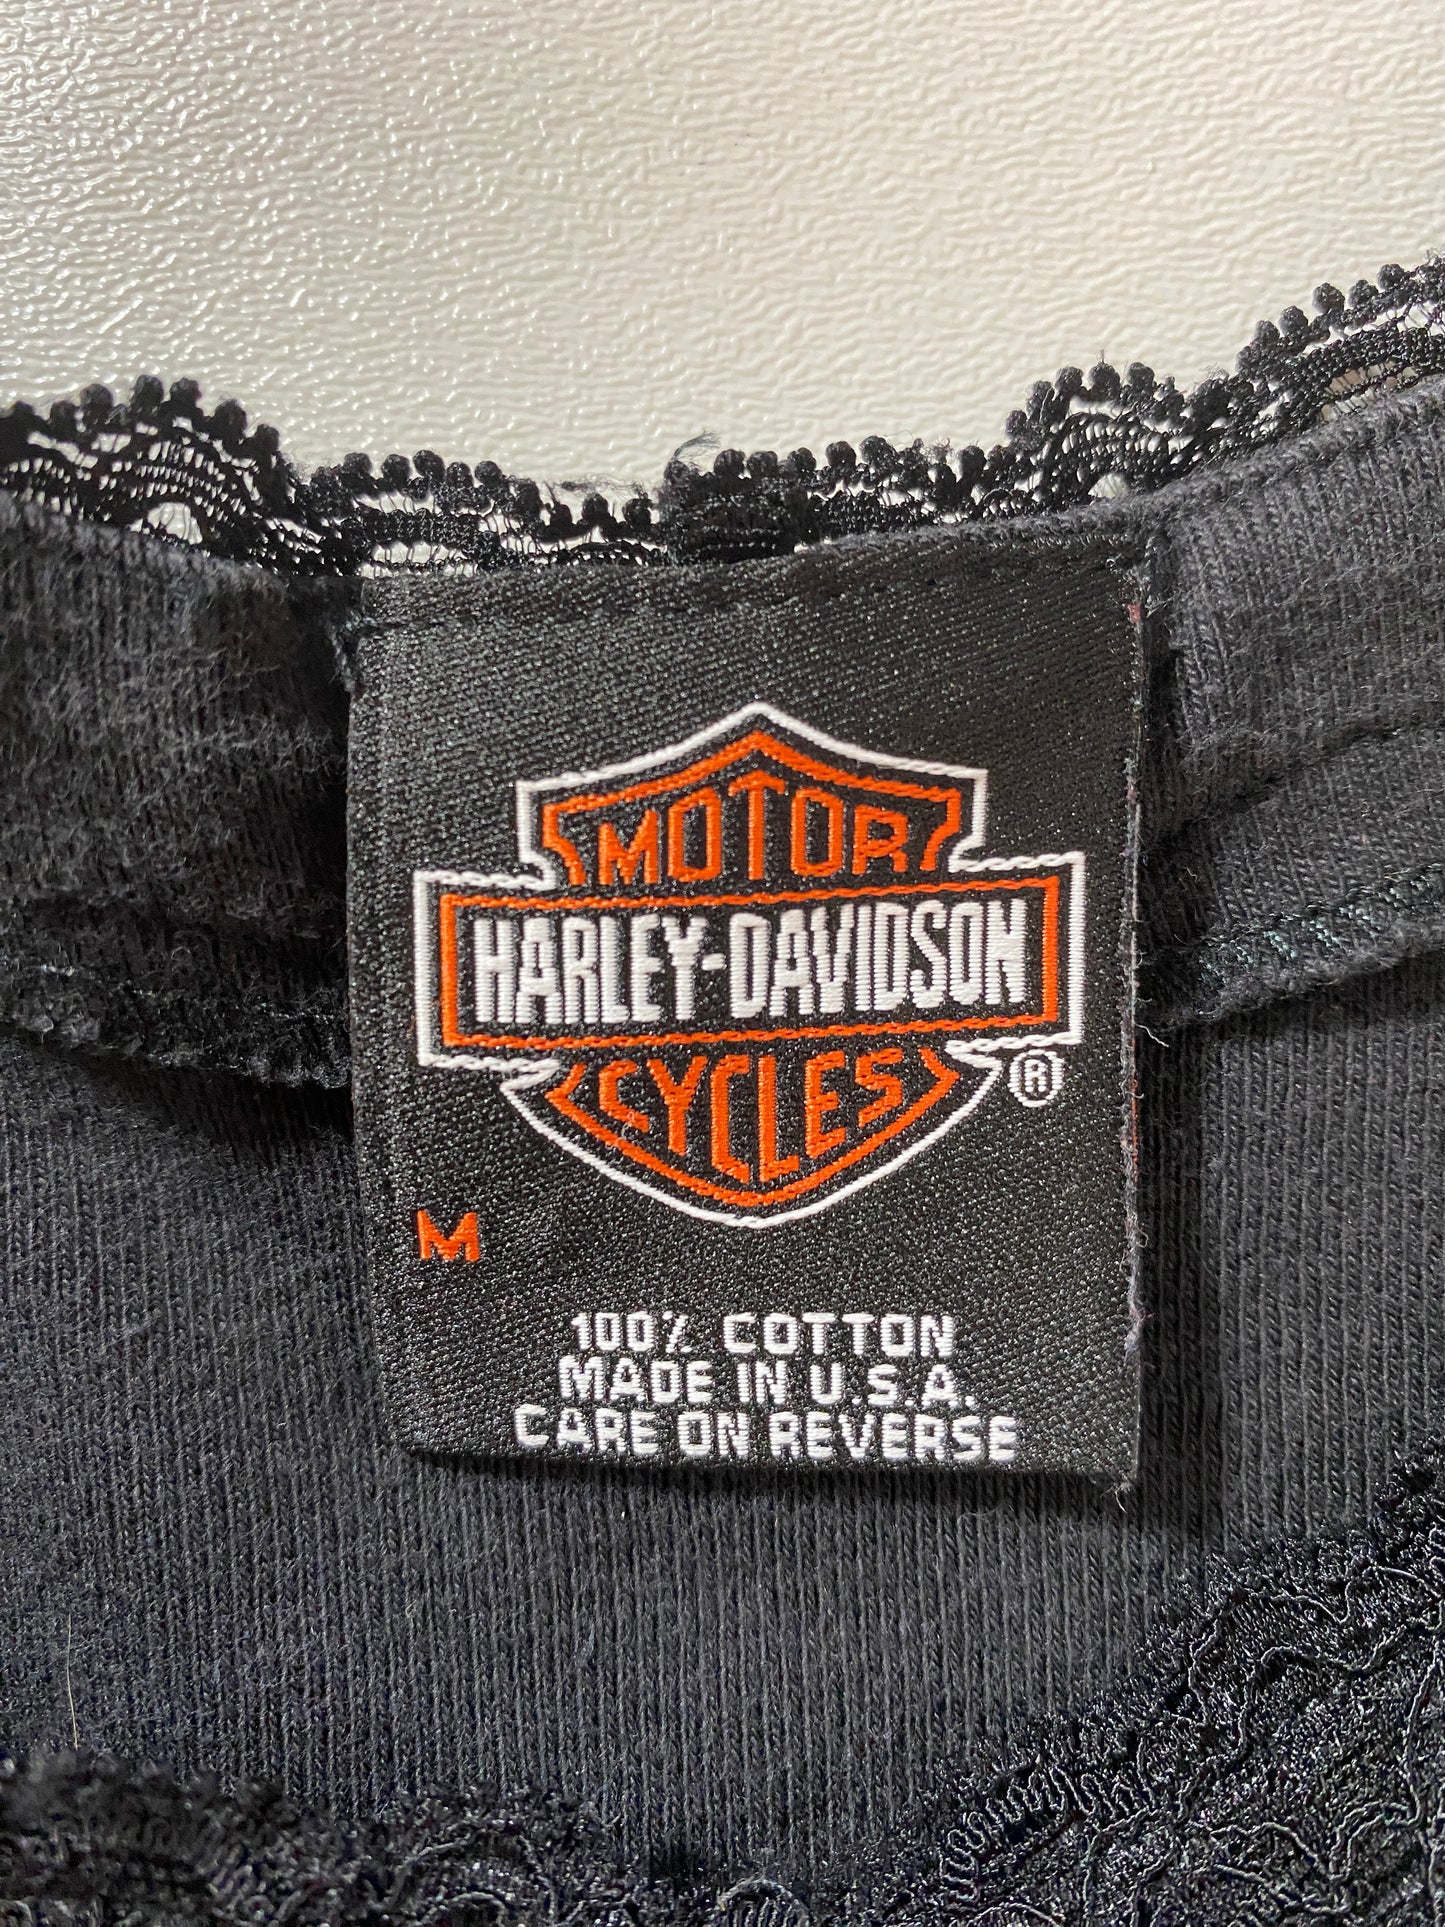 MOTOR
HARLEY-DAVIDSON
CYCLES
®
M
100% COTTON
MADE IN U.S.A.
CARE ON REVERSE